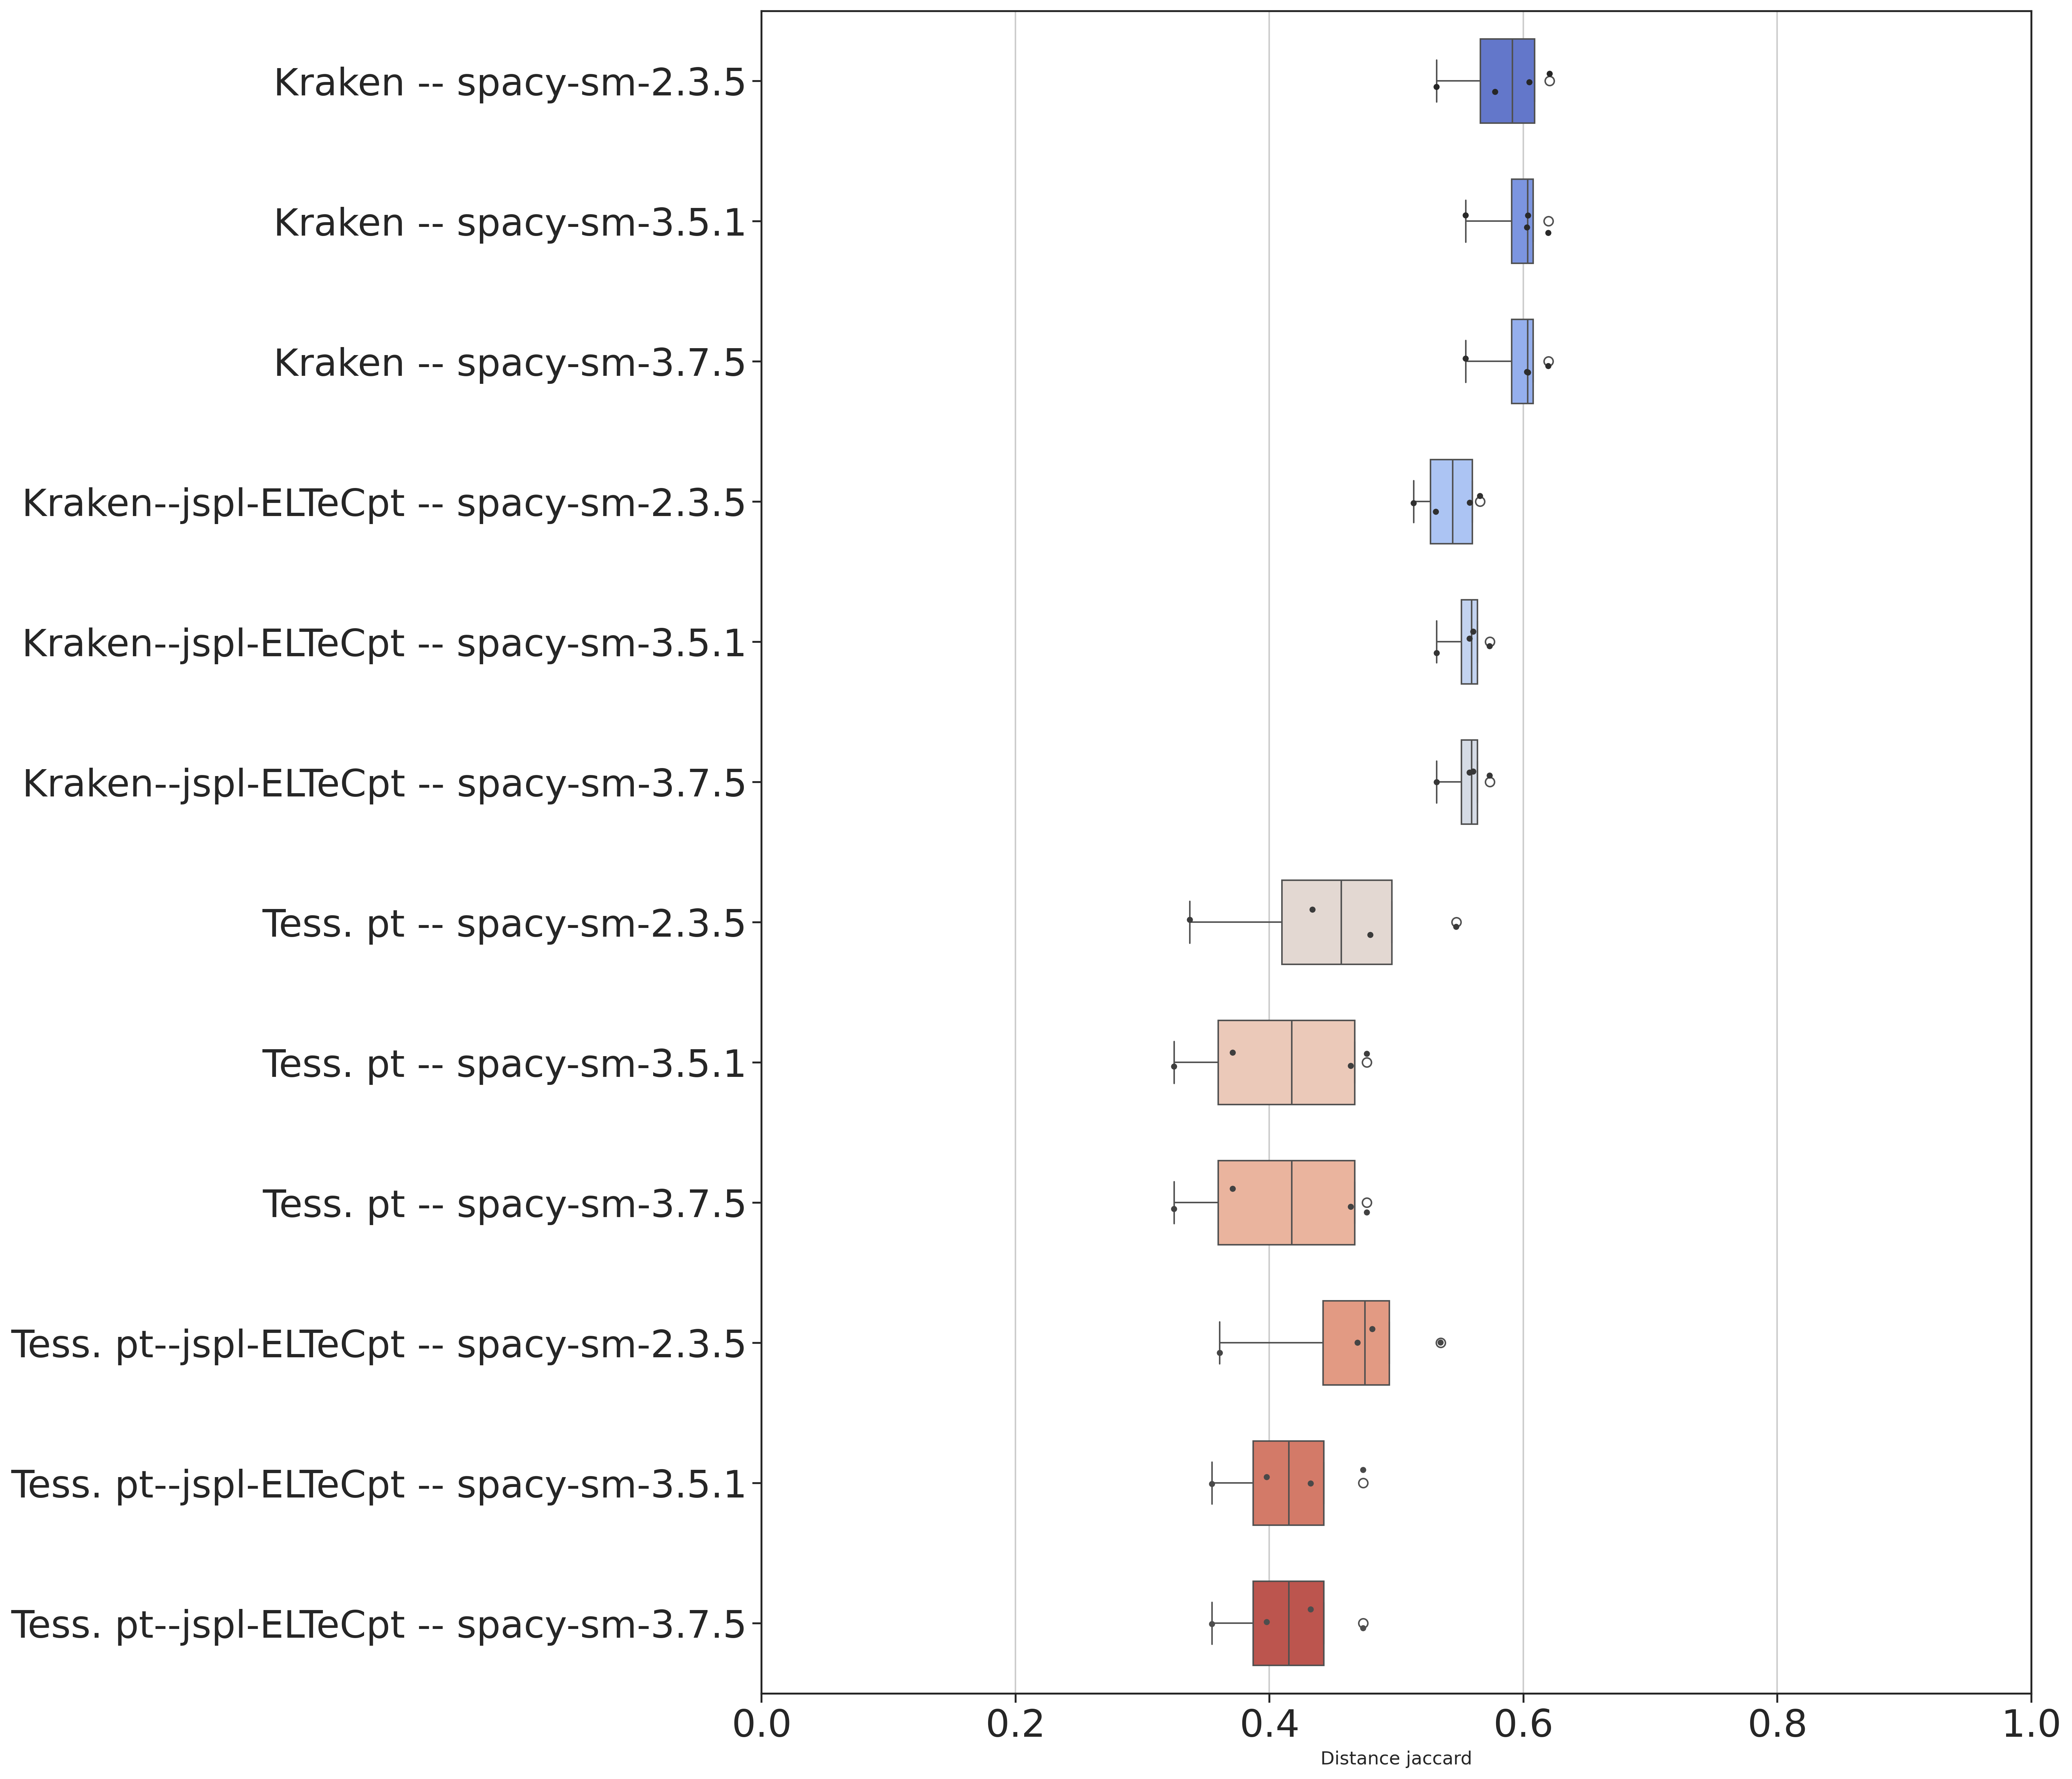 Kraken -- spacy-sm-2.3.5
Kraken -- spacy-sm-3.5.1
Kraken -- spacy-sm-3.7.5
Kraken--jspl-ELTeCpt -- spacy-sm-2.3.5
Kraken--jspl-ELTeCpt -- spacy-sm-3.5.1
Kraken--jspl-ELTeCpt -- spacy-sm-3.7.5
Tess. pt -- spacy-sm-2.3.5
Tess. pt -- spacy-sm-3.5.1
Tess. pt -- spacy-sm-3.7.5
Tess. pt--jspl-ELTeCpt -- spacy-sm-2.3.5
Tess. pt--jspl-ELTeCpt -- spacy-sm-3.5.1
Tess. pt--jspl-ELTeCpt -- spacy-sm-3.7.5
0.0 0.2 0.4 0.6 0.8 1.0
Distance jaccard